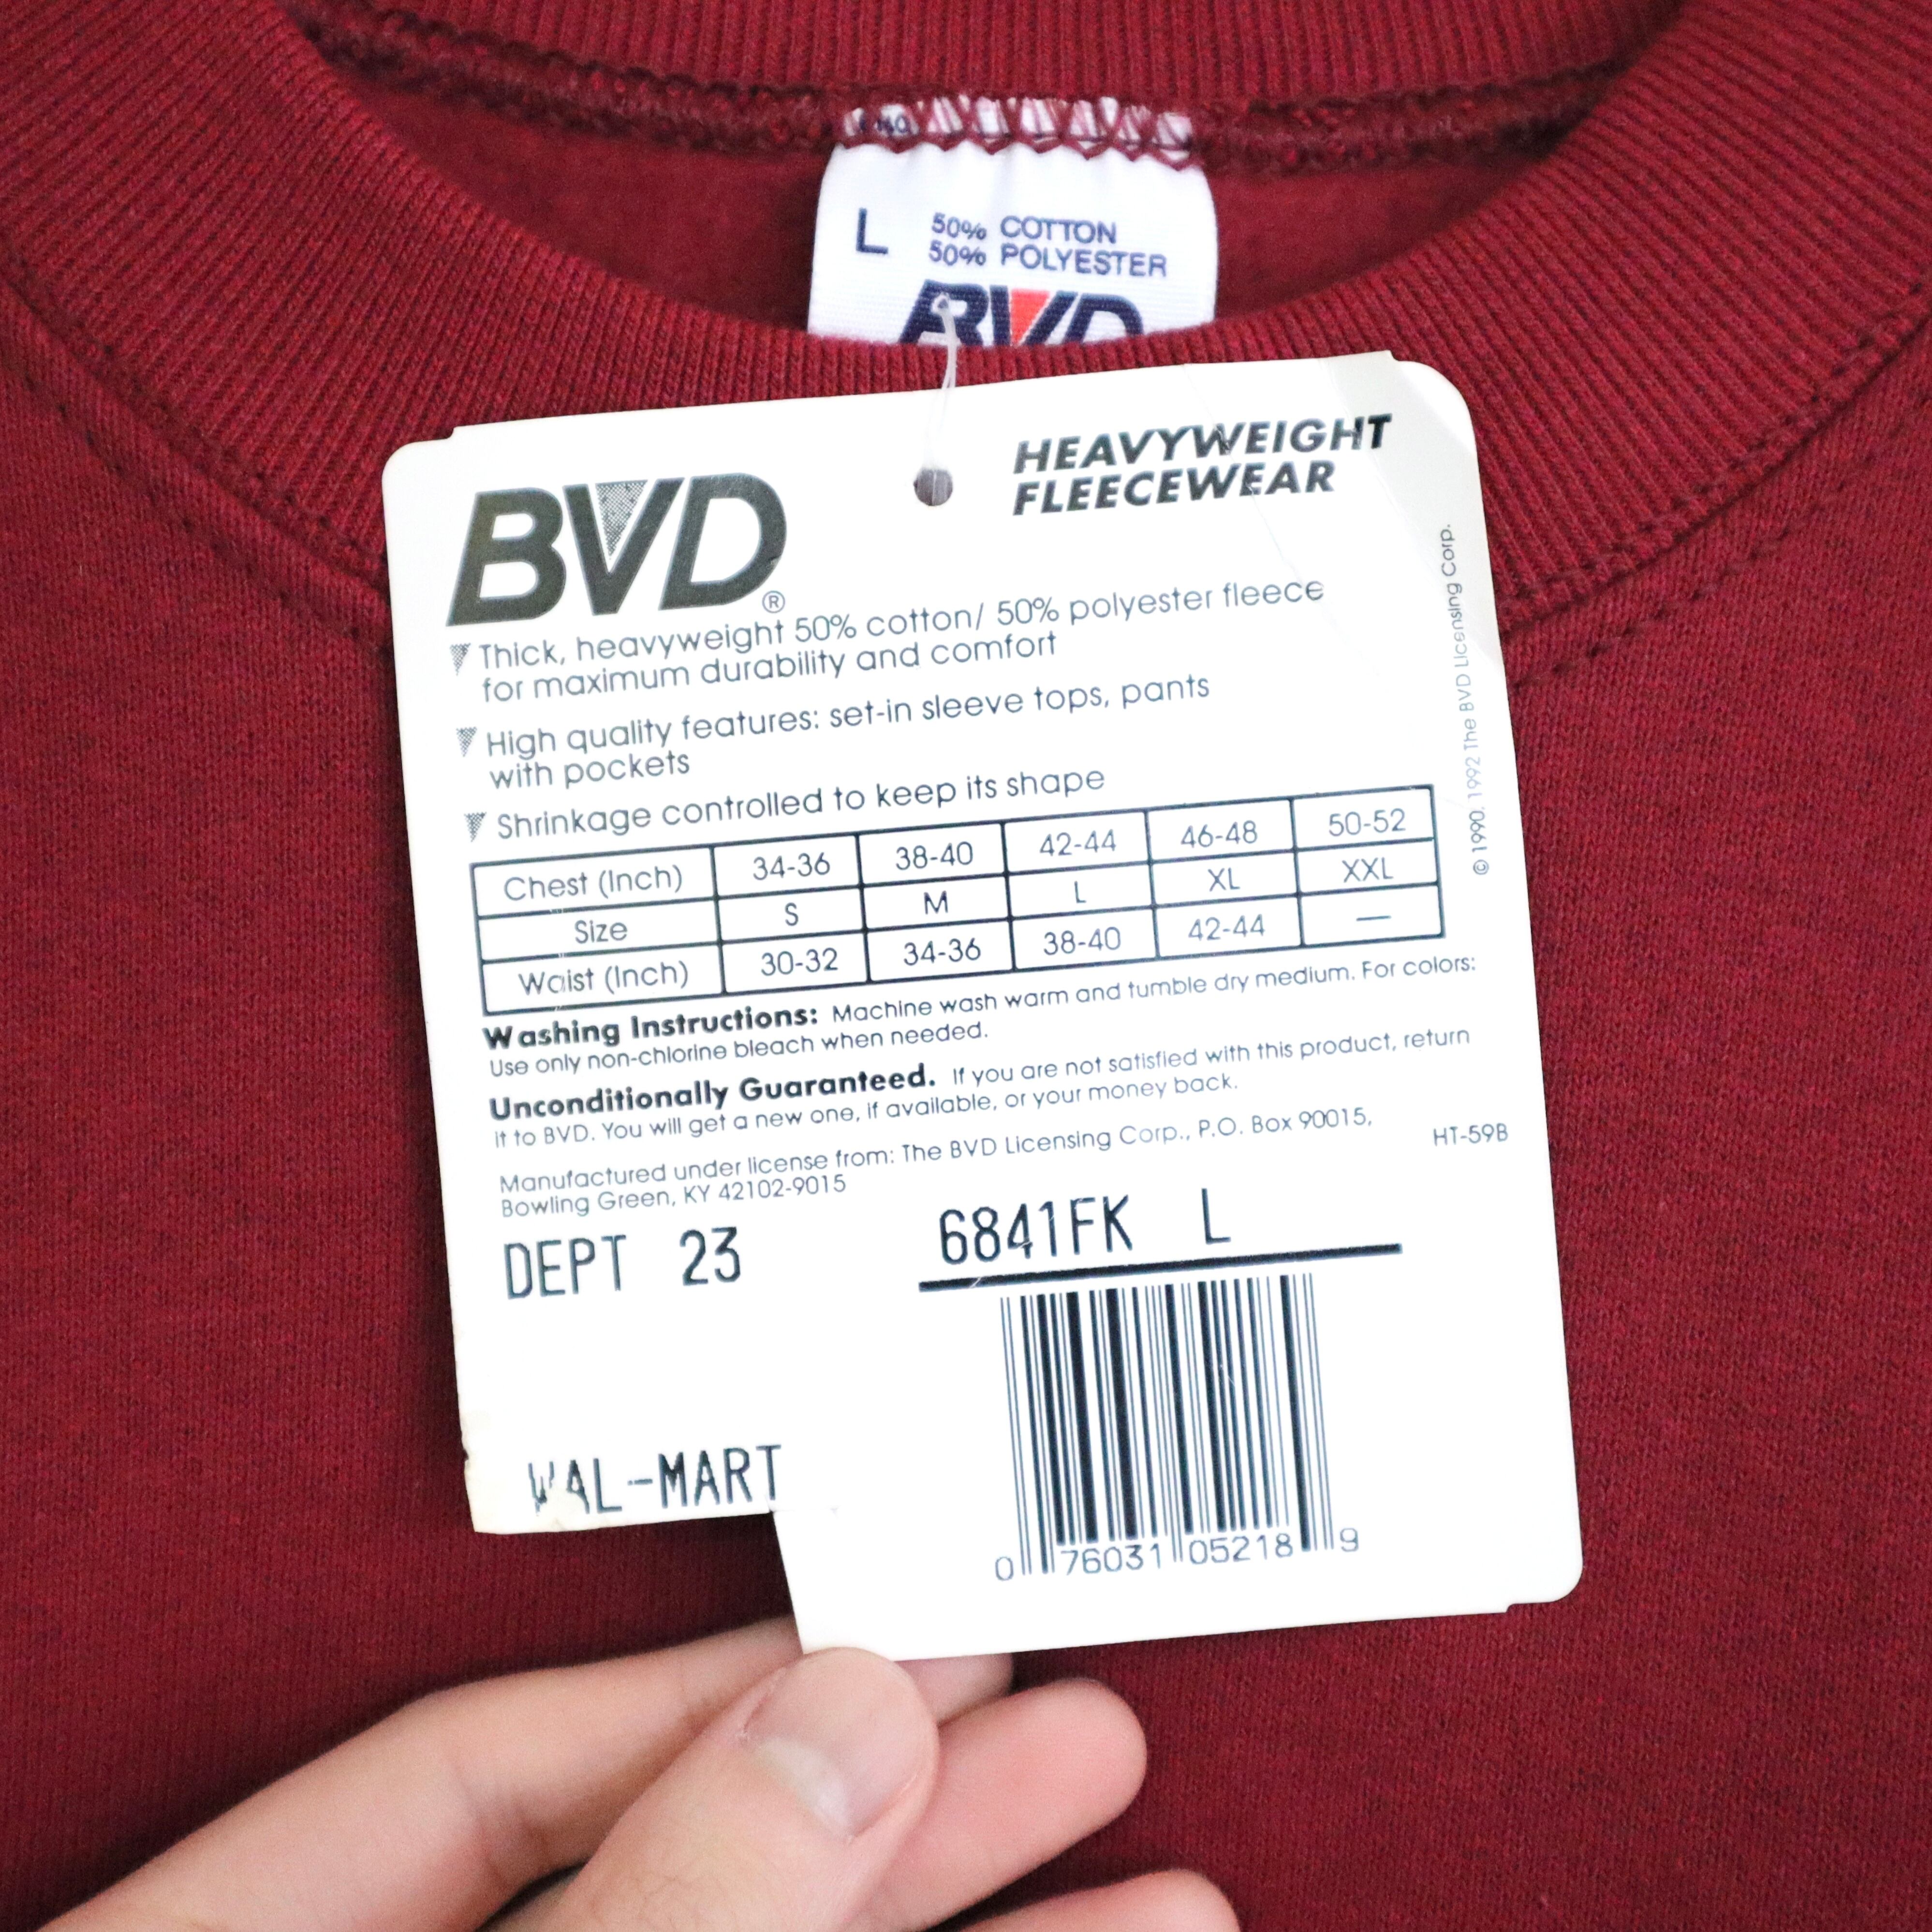 L 50% COTTON
50% POLYESTER
BVD
BVD®
HEAVYWEIGHT
FLEECEWEAR
Thick, heavyweight 50% cotton/ 50% polyester fleece
for maximum durability and comfort
High quality features: set-in sleeve tops, pants
with pockets
Shrinkage controlled to keep its shape
Chest (Inch) 34-36 38-40 42-44 46-48 50-52
Size S M L XL XXL
Waist (Inch) 30-32 34-36 38-40 42-44 —
Washing Instructions: Machine wash warm and tumble dry medium. For colors:
Use only non-chlorine bleach when needed.
Unconditionally Guaranteed. If you are not satisfied with this product, return
it to BVD. You will get a new one, if available, or your money back.
Manufactured under license from: The BVD Licensing Corp., P.O. Box 90015,
Bowling Green, KY 42102-9015
HT-59B
© 1990. 1992 The BVD Licensing Corp.
DEPT 23
6841FK L
WAL-MART
0 76031 05218 9